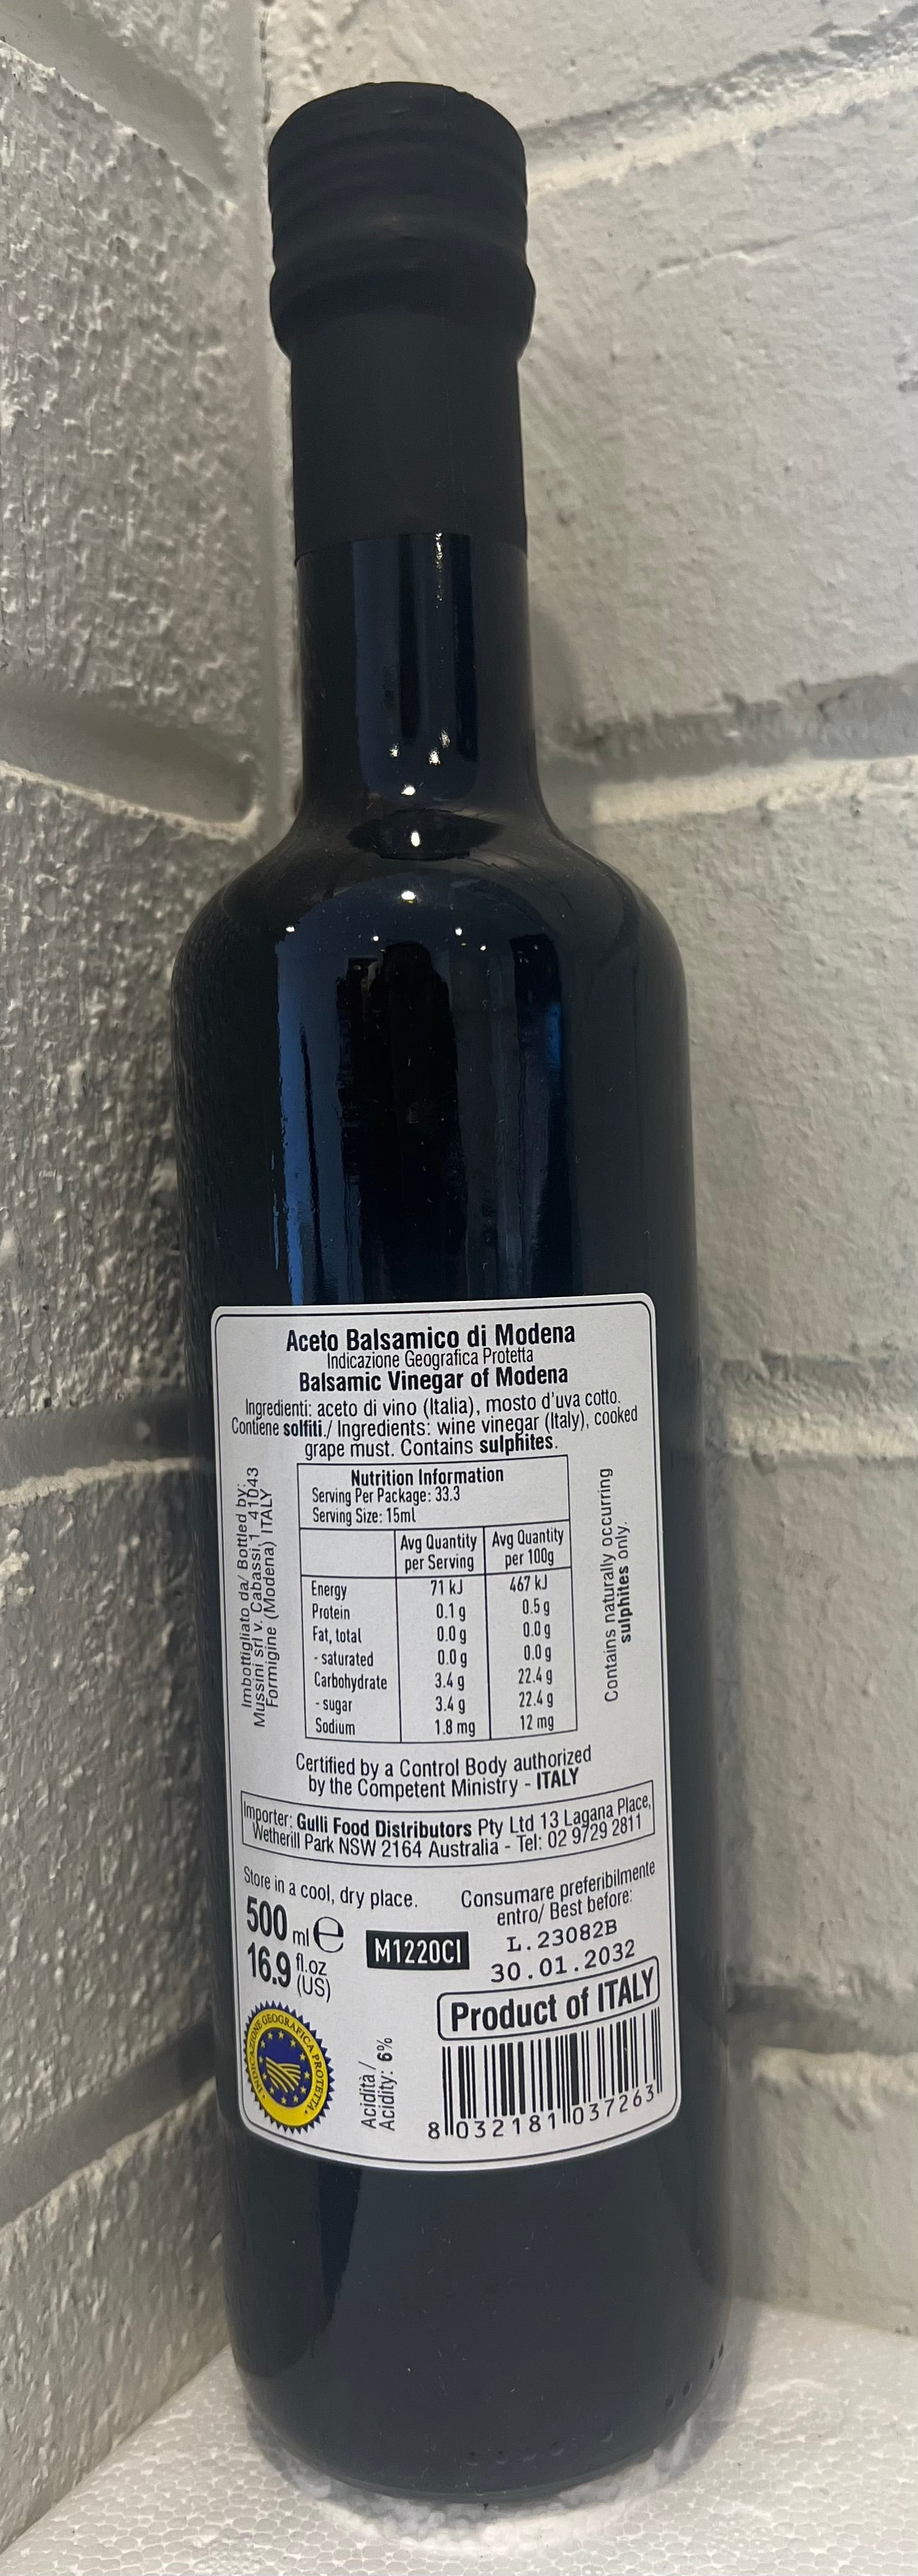 Aceto Balsamico di Modena
Indicazione Geografica Protetta
Balsamic Vinegar of Modena
Ingredienti: aceto di vino (Italia), mosto d'uva cotto.
Contiene solfiti./ Ingredients: wine vinegar (Italy), cooked
grape must. Contains sulphites.
Imbottigliato da/ Bottled by:
Mussini srl v. Cabassi,1 41043
Formigine (Modena) ITALY
Nutrition Information
Serving Per Package: 33.3
Serving Size: 15ml
Avg Quantity per Serving Avg Quantity per 100g
Energy 71 kJ 467 kJ
Protein 0.1 g 0.5 g
Fat, total 0.0 g 0.0 g
- saturated 0.0 g 0.0 g
Carbohydrate 3.4 g 22.4 g
- sugar 3.4 g 22.4 g
Sodium 1.8 mg 12 mg
Contains naturally occurring
sulphites only.
Certified by a Control Body authorized
by the Competent Ministry - ITALY
Importer: Gulli Food Distributors Pty Ltd 13 Lagana Place,
Wetherill Park NSW 2164 Australia - Tel: 02 9729 2811
Store in a cool, dry place.
500 ml e
16.9 fl.oz (US)
M1220CI
Consumare preferibilmente
entro/ Best before:
L.23082B
30.01.2032
Product of ITALY
INDICAZIONE GEOGRAFICA PROTETTA
Acidità /
Acidity: 6%
8 032181 037263